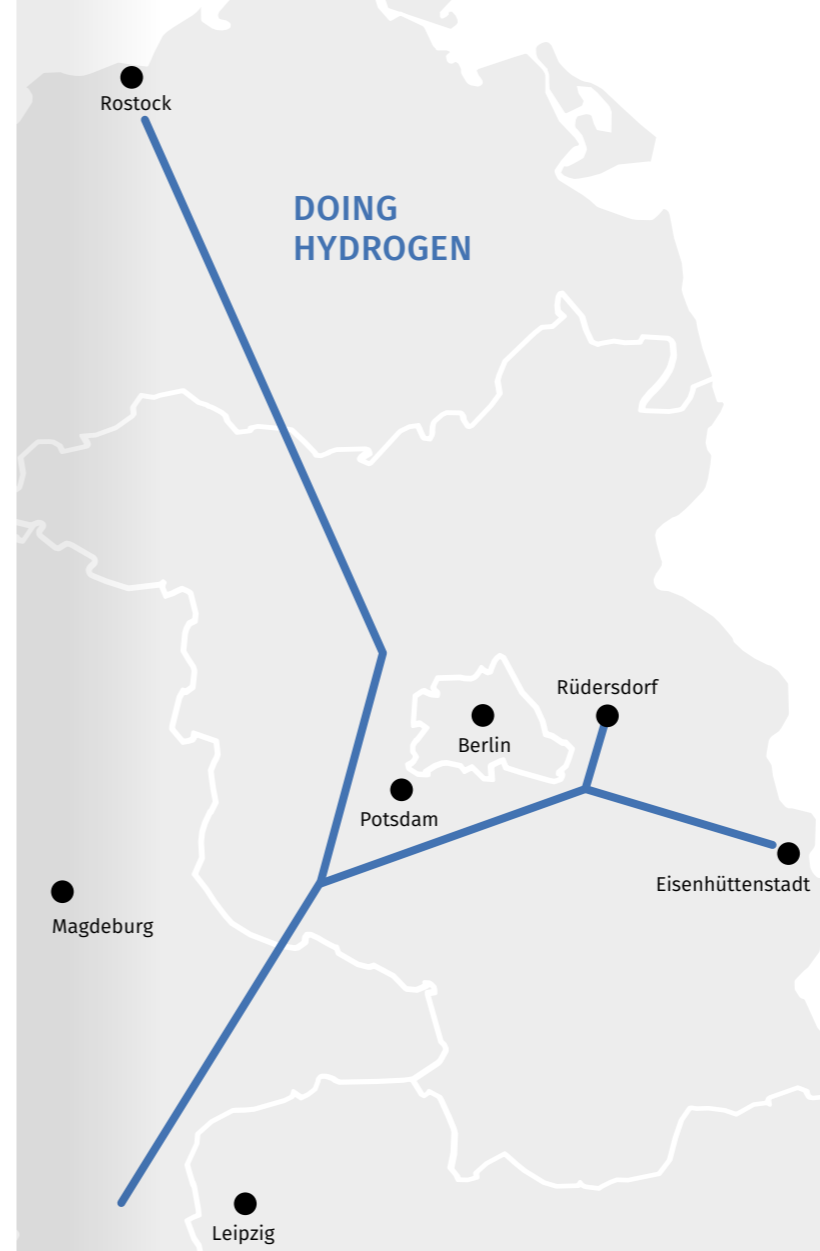 Rostock
DOING
HYDROGEN
Rüdersdorf
Berlin
Potsdam
Eisenhüttenstadt
Magdeburg
Leipzig